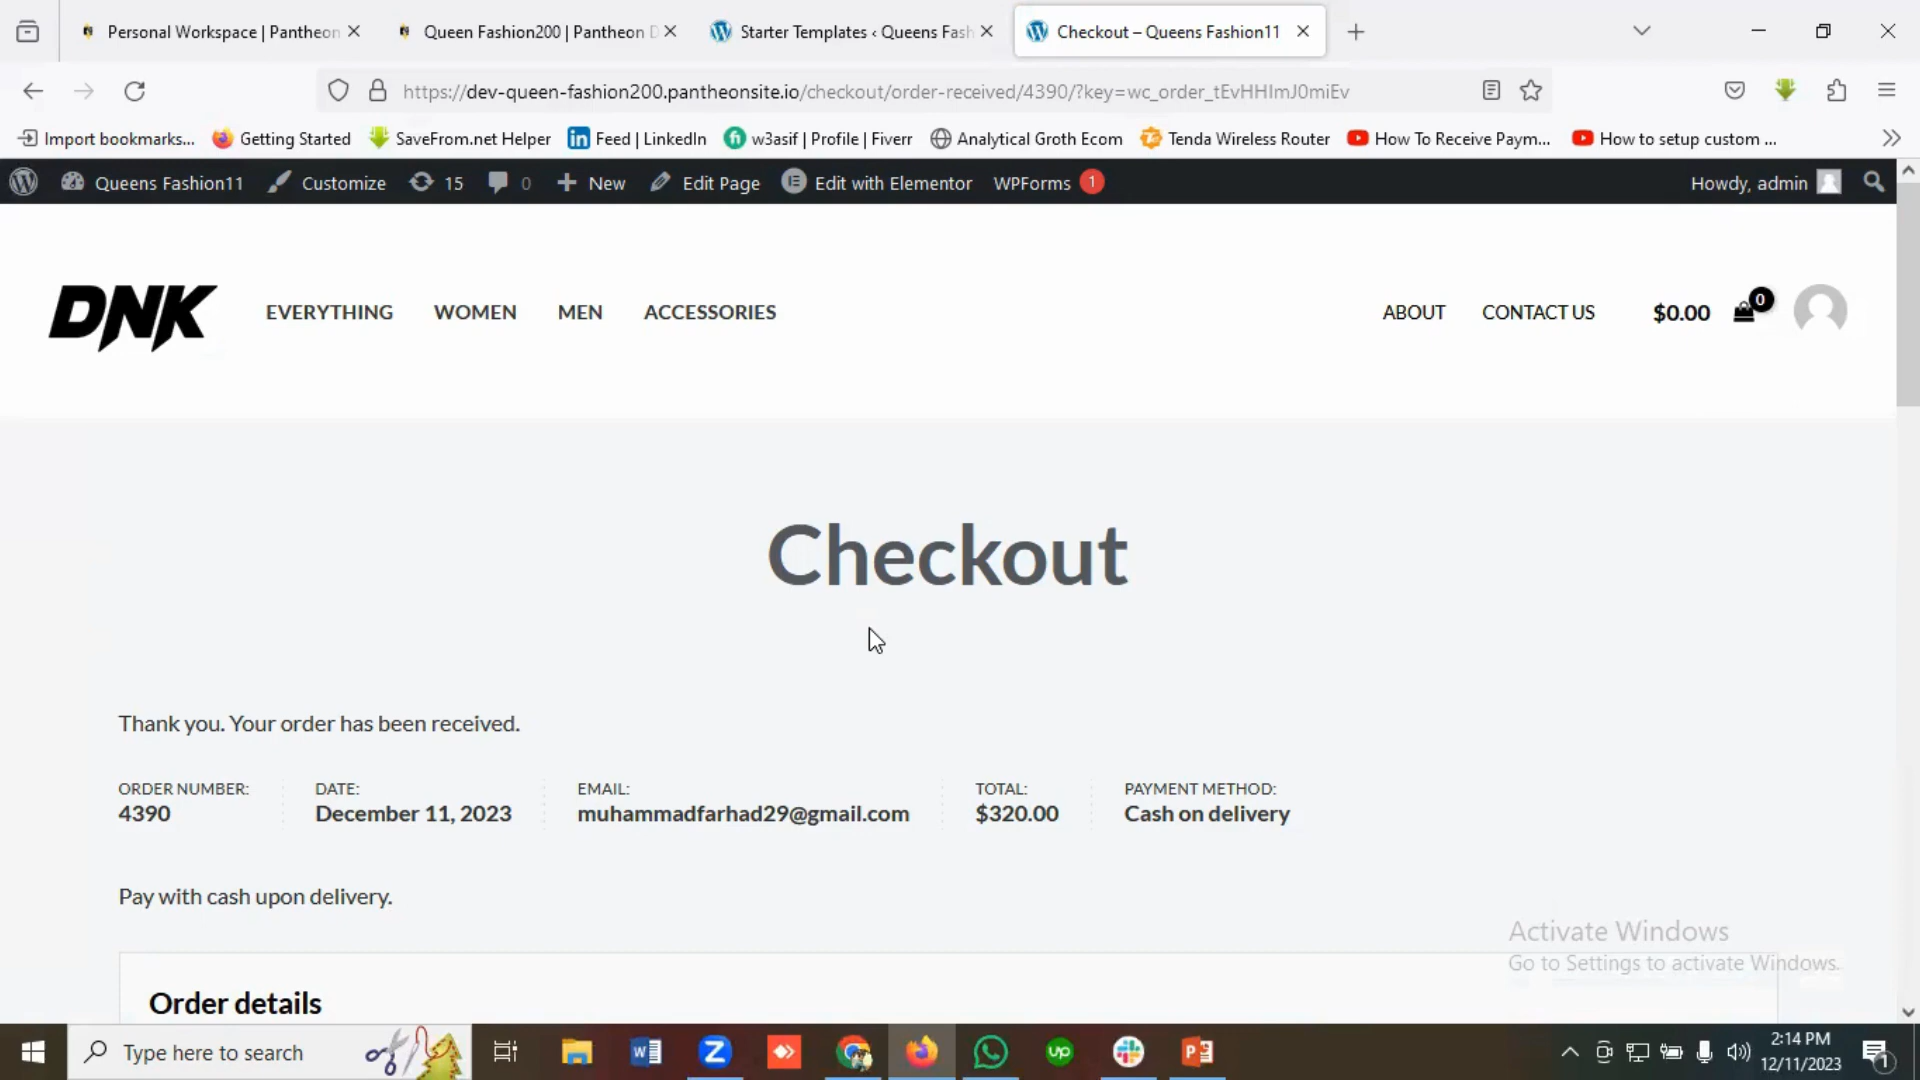 Personal Workspace | Pantheon
Queen Fashion200 | Pantheon D
Starter Templates ‹ Queens Fash
Checkout – Queens Fashion11
https://dev-queen-fashion200.pantheonsite.io/checkout/order-received/4390/?key=wc_order_tEvHHImJ0miEv
Import bookmarks...
Getting Started
SaveFrom.net Helper
Feed | LinkedIn
w3asif | Profile | Fiverr
Analytical Groth Ecom
Tenda Wireless Router
How To Receive Paym...
How to setup custom ...
Queens Fashion11
Customize
15
0
New
Edit Page
Edit with Elementor
WPForms 1
Howdy, admin
DNK
EVERYTHING
WOMEN
MEN
ACCESSORIES
ABOUT
CONTACT US
$0.00
0
Checkout
Thank you. Your order has been received.
ORDER NUMBER:
4390
DATE:
December 11, 2023
EMAIL:
muhammadfarhad29@gmail.com
TOTAL:
$320.00
PAYMENT METHOD:
Cash on delivery
Pay with cash upon delivery.
Order details
Activate Windows
Go to Settings to activate Windows.
Type here to search
2:14 PM
12/11/2023
1